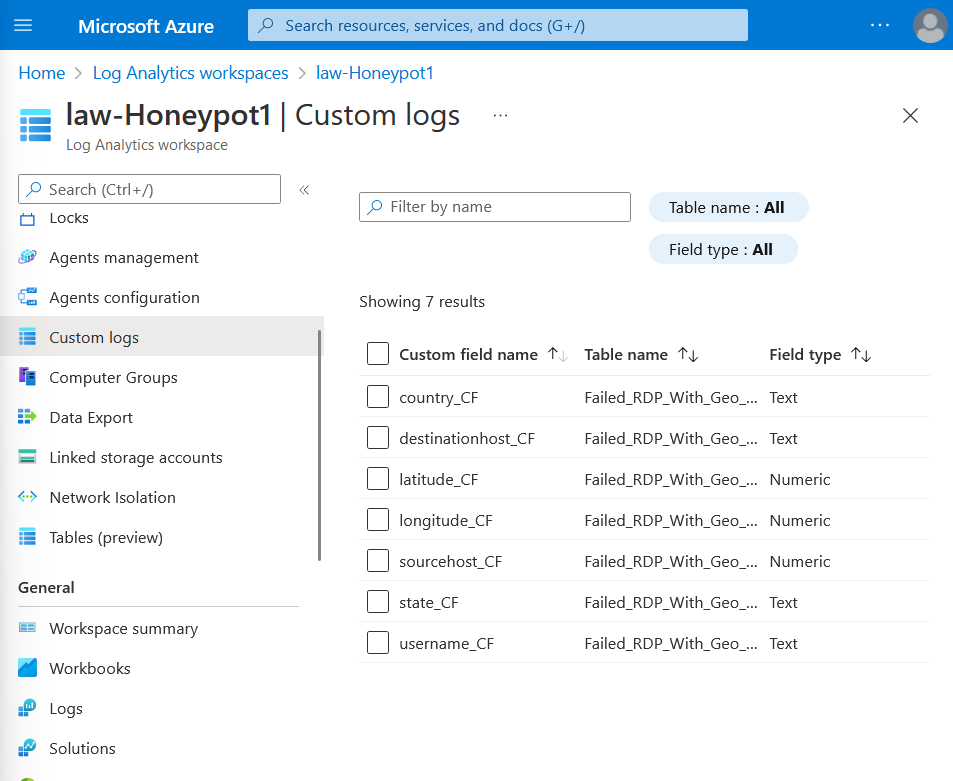 Microsoft Azure
Search resources, services, and docs (G+/)
...
Home > Log Analytics workspaces > law-Honeypot1
law-Honeypot1 | Custom logs ...
Log Analytics workspace
Search (Ctrl+/)
«
Locks
Agents management
Agents configuration
Custom logs
Computer Groups
Data Export
Linked storage accounts
Network Isolation
Tables (preview)
General
Workspace summary
Workbooks
Logs
Solutions
Filter by name
Table name : All
Field type : All
Showing 7 results
Custom field name ↑↓ Table name ↑↓ Field type ↑↓
country_CF Failed_RDP_With_Geo_... Text
destinationhost_CF Failed_RDP_With_Geo_... Text
latitude_CF Failed_RDP_With_Geo_... Numeric
longitude_CF Failed_RDP_With_Geo_... Numeric
sourcehost_CF Failed_RDP_With_Geo_... Numeric
state_CF Failed_RDP_With_Geo_... Text
username_CF Failed_RDP_With_Geo_... Text